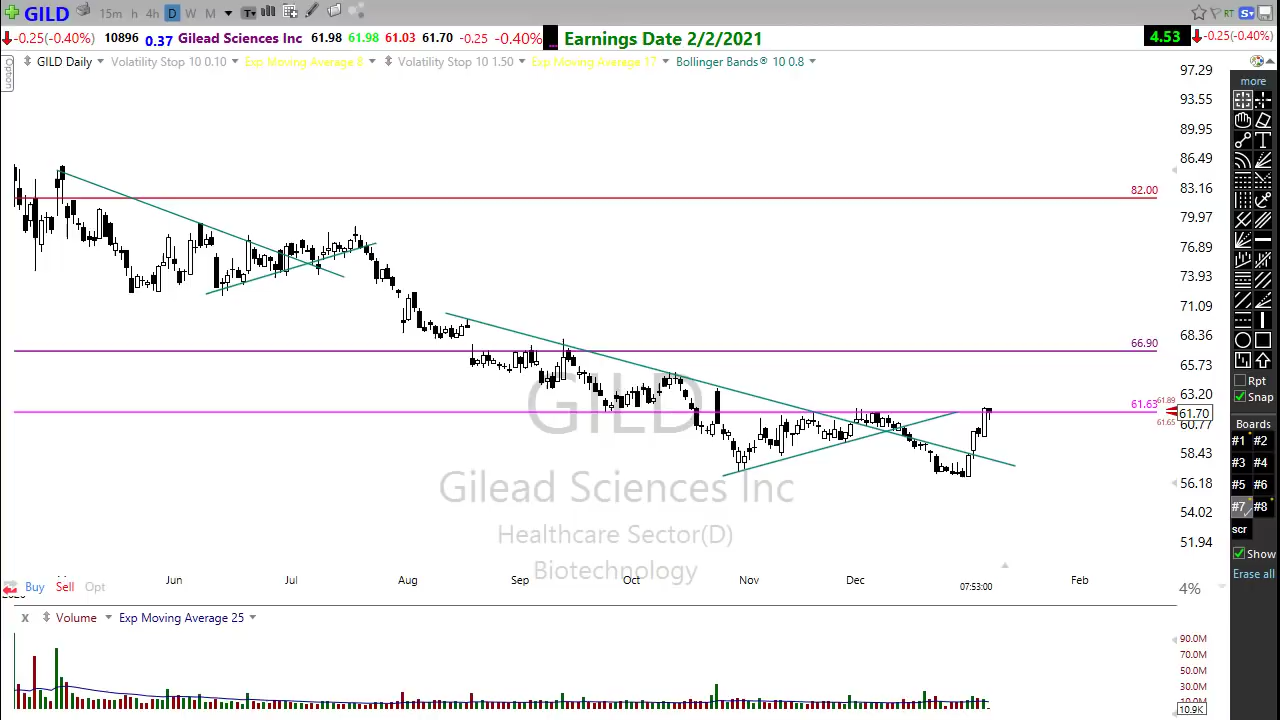 GILD 15m h 4h D W M T
RT S
-0.25(-0.40%) 10896 0.37 Gilead Sciences Inc 61.98 61.98 61.03 61.70 -0.25 -0.40% Earnings Date 2/2/2021 4.53 -0.25(-0.40%)
Option
GILD Daily Volatility Stop 10 0.10 Exp Moving Average 8 Volatility Stop 10 1.50 Exp Moving Average 17 Bollinger Bands® 10 0.8
97.29
more
93.55
89.95
86.49
83.16
82.00
79.97
76.89
73.93
71.09
68.36
66.90
65.73
63.20
61.63
61.89
61.70
61.65
60.77
58.43
56.18
54.02
51.94
GILD
Gilead Sciences Inc
Healthcare Sector(D)
Biotechnology
Rpt
Snap
Boards
#1 #2
#3 #4
#5 #6
#7 #8
scr
Show
Erase all
Jun Jul Aug Sep Oct Nov Dec Feb
07:53:00
Buy Sell Opt
4%
x Volume Exp Moving Average 25
90.0M
70.0M
50.0M
30.0M
10.9K